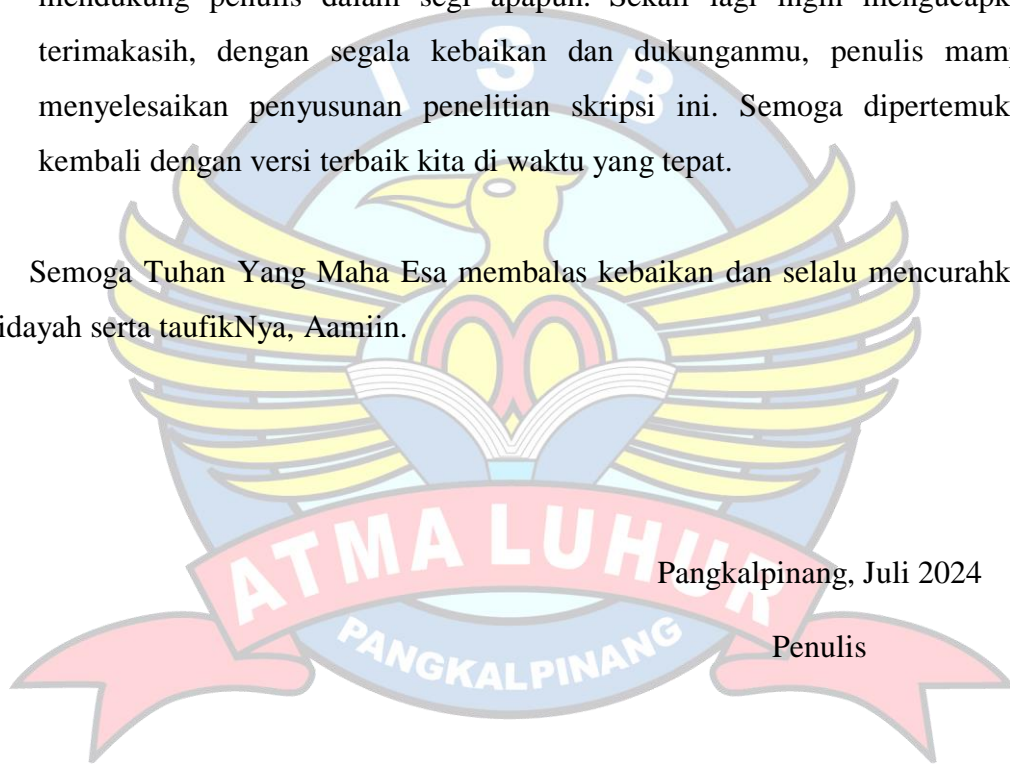 mendukung penulis dalam segi apapun. Sekali lagi ingin mengucapk
terimakasih, dengan segala kebaikan dan dukunganmu, penulis mam
menyelesaikan penyusunan penelitian skripsi ini. Semoga dipertemuk
kembali dengan versi terbaik kita di waktu yang tepat.
Semoga Tuhan Yang Maha Esa membalas kebaikan dan selalu mencurahk
idayah serta taufikNya, Aamiin.
I S B
ATMA LUHUR
PANGKALPINANG
Pangkalpinang, Juli 2024
Penulis